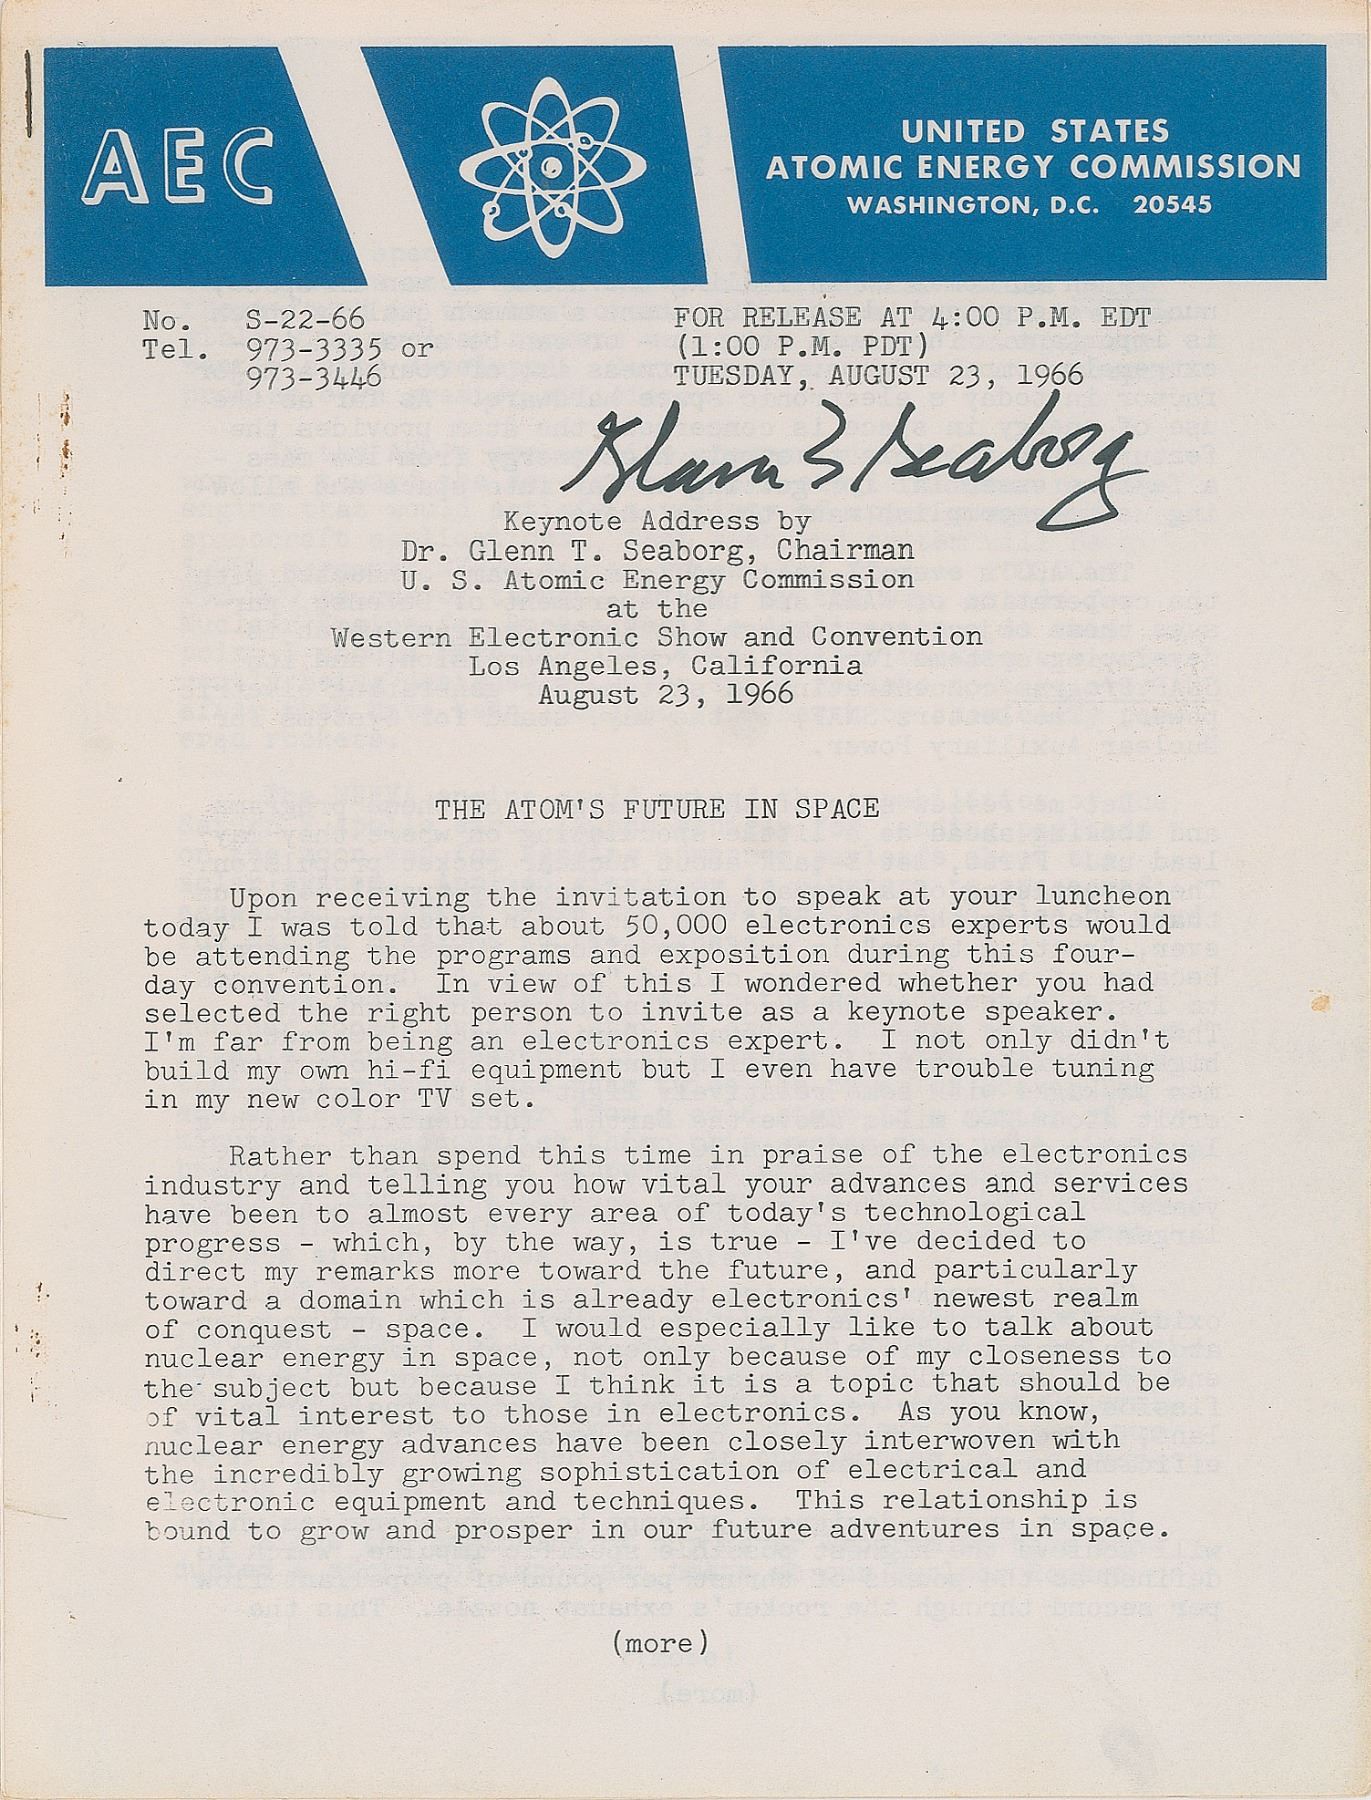 AEC
UNITED STATES
ATOMIC ENERGY COMMISSION
WASHINGTON, D.C. 20545
No. S-22-66
Tel. 973-3335 or
973-3446
FOR RELEASE AT 4:00 P.M. EDT
(1:00 P.M. PDT)
TUESDAY, AUGUST 23, 1966
Glenn T Seaborg
Keynote Address by
Dr. Glenn T. Seaborg, Chairman
U. S. Atomic Energy Commission
at the
Western Electronic Show and Convention
Los Angeles, California
August 23, 1966
THE ATOM'S FUTURE IN SPACE
Upon receiving the invitation to speak at your luncheon
today I was told that about 50,000 electronics experts would
be attending the programs and exposition during this four-
day convention. In view of this I wondered whether you had
selected the right person to invite as a keynote speaker.
I'm far from being an electronics expert. I not only didn't
build my own hi-fi equipment but I even have trouble tuning
in my new color TV set.
Rather than spend this time in praise of the electronics
industry and telling you how vital your advances and services
have been to almost every area of today's technological
progress - which, by the way, is true - I've decided to
direct my remarks more toward the future, and particularly
toward a domain which is already electronics' newest realm
of conquest - space. I would especially like to talk about
nuclear energy in space, not only because of my closeness to
the subject but because I think it is a topic that should be
of vital interest to those in electronics. As you know,
nuclear energy advances have been closely interwoven with
the incredibly growing sophistication of electrical and
electronic equipment and techniques. This relationship is
bound to grow and prosper in our future adventures in space.
(more)